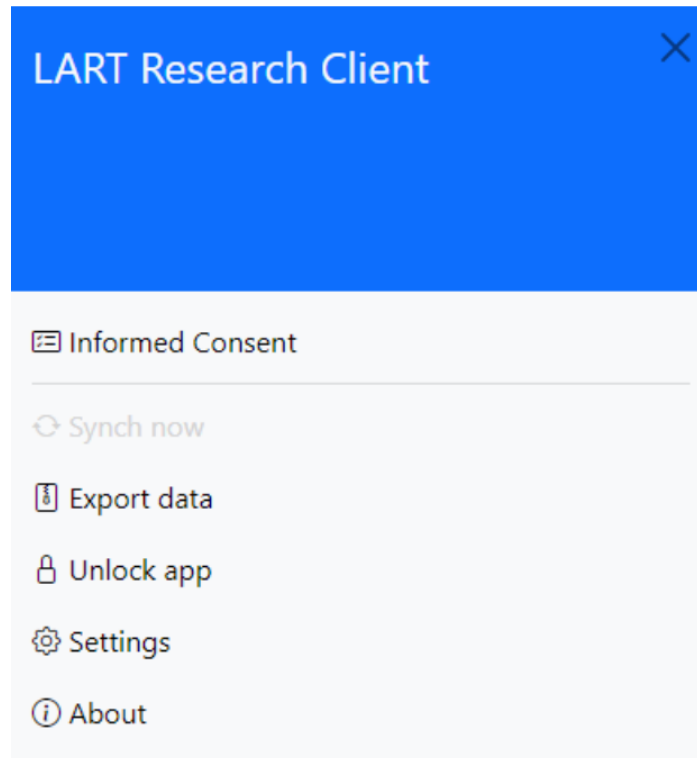 LART Research Client
Informed Consent
Synch now
Export data
Unlock app
Settings
About